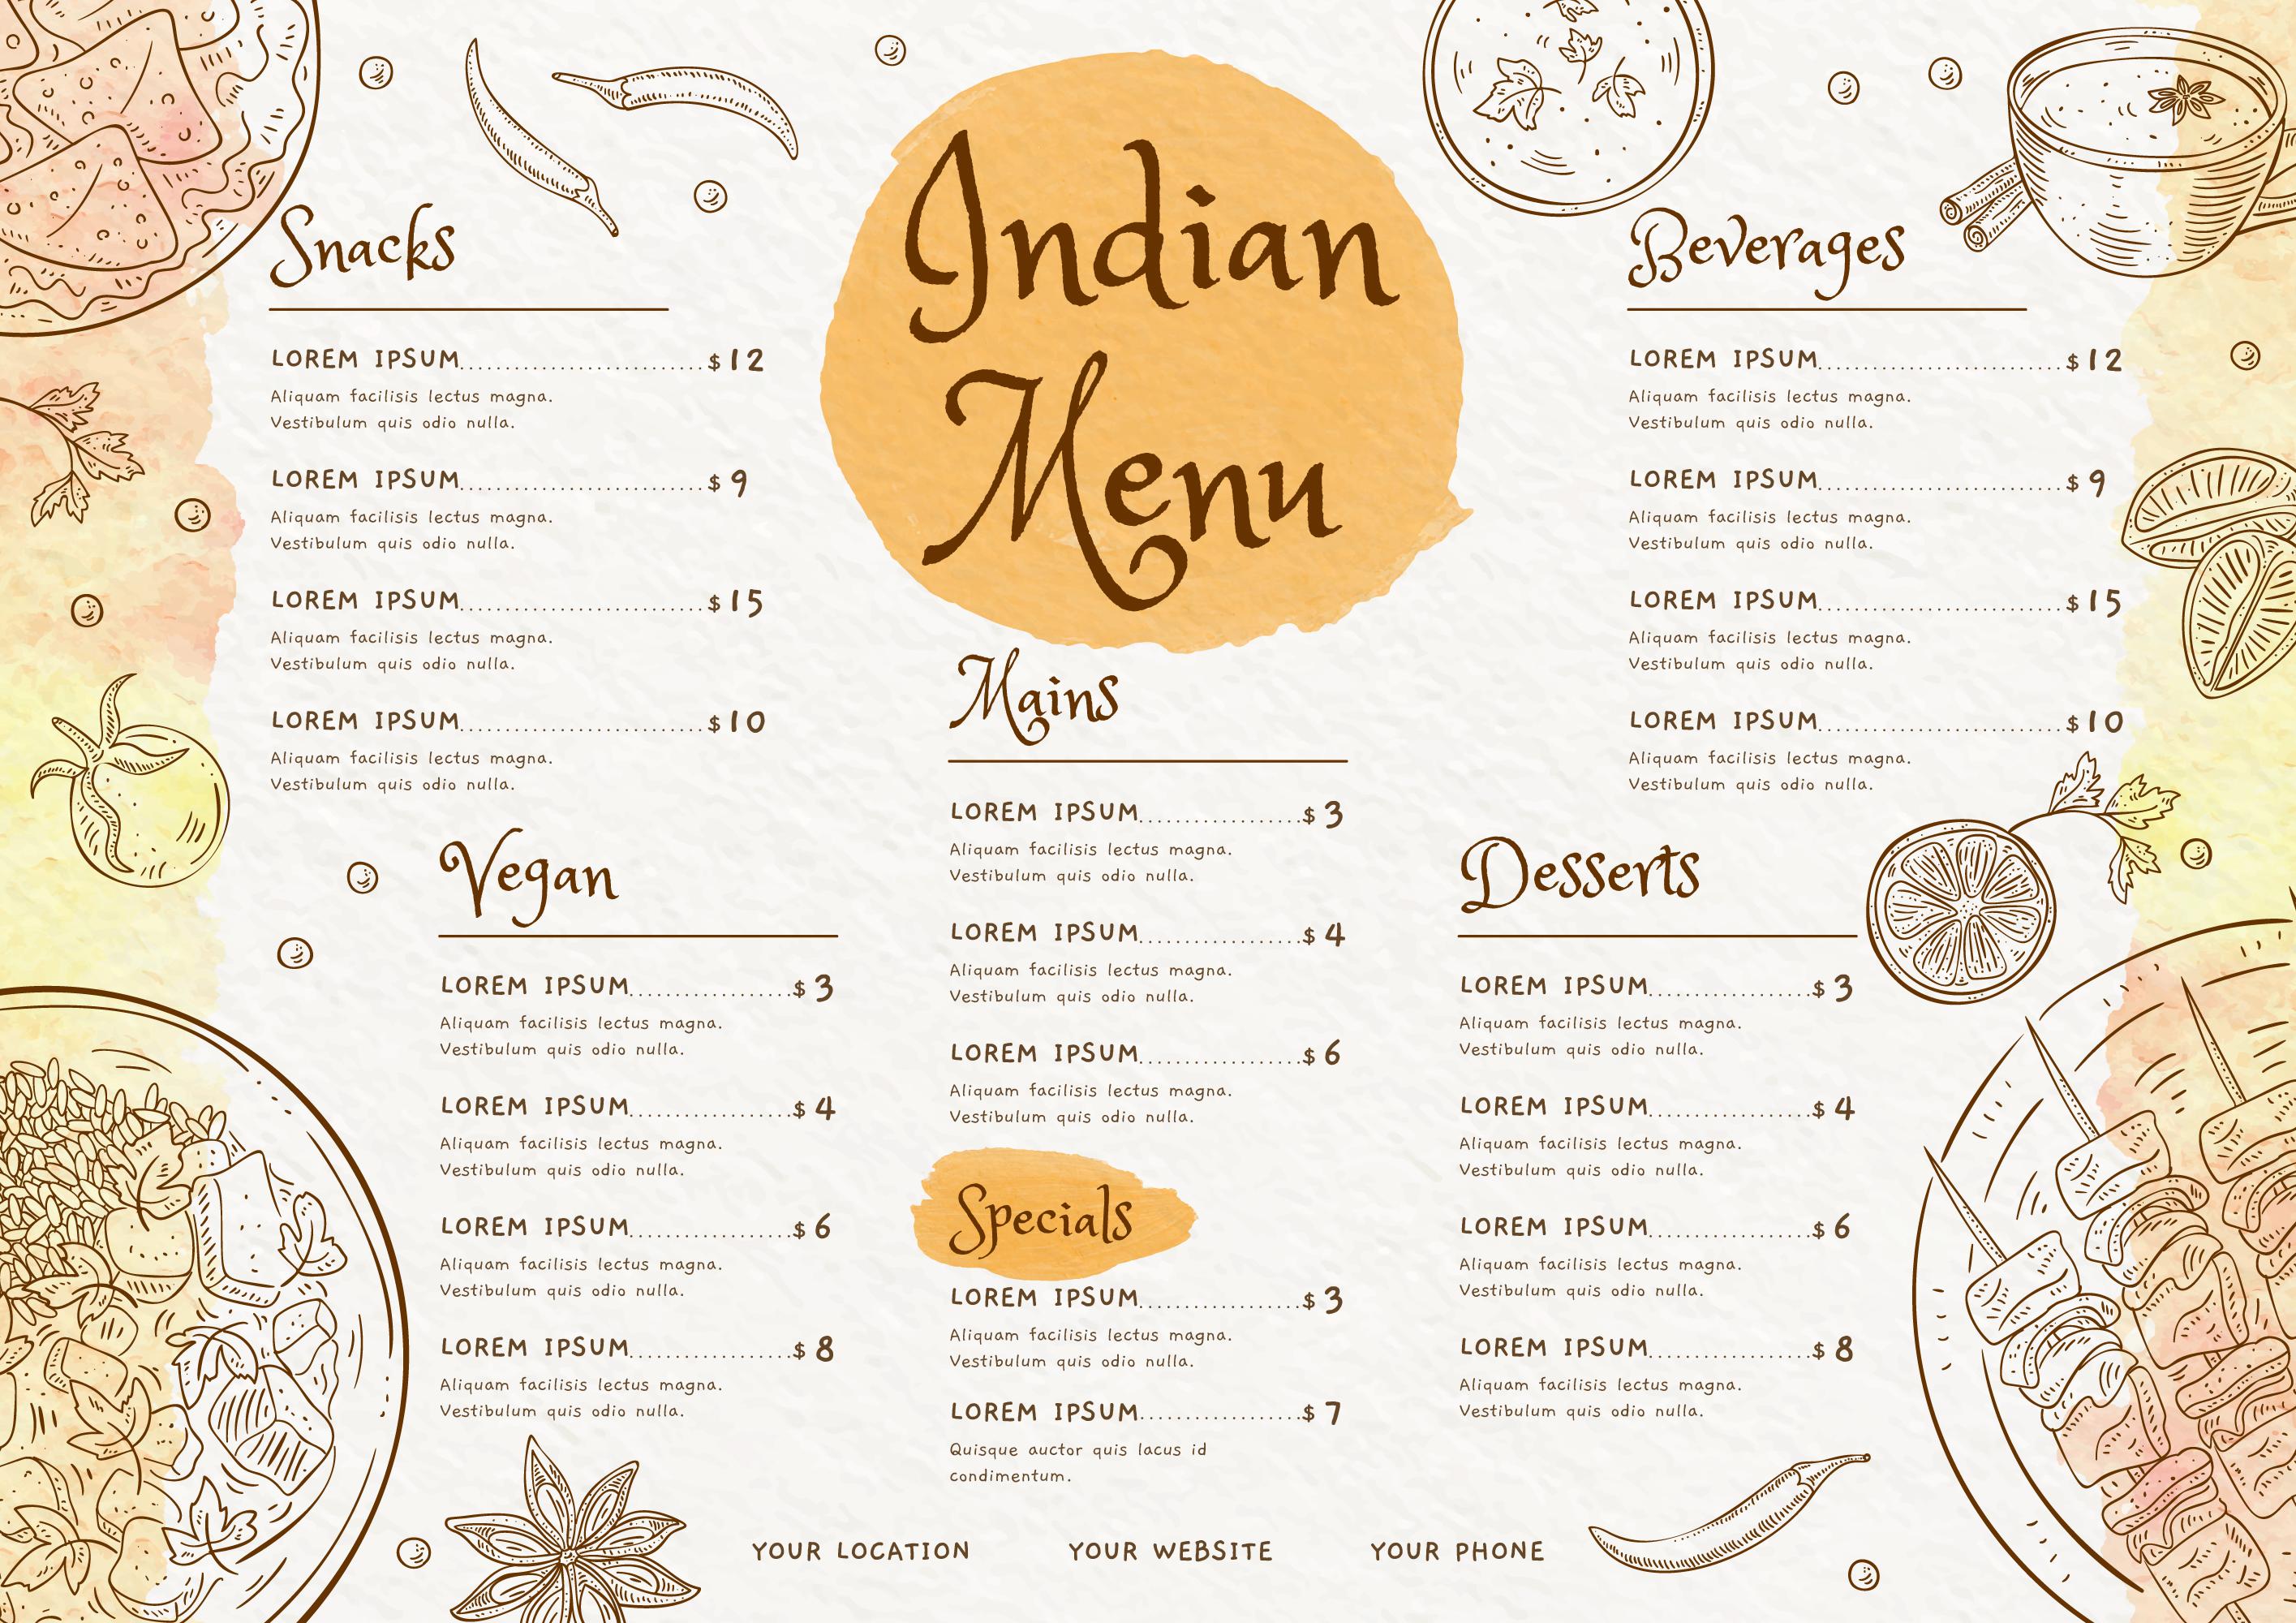 Indian
Menu
Snacks
LOREM IPSUM........................... $ 12
Aliquam facilisis lectus magna.
Vestibulum quis odio nulla.
LOREM IPSUM........................... $ 9
Aliquam facilisis lectus magna.
Vestibulum quis odio nulla.
LOREM IPSUM........................... $ 15
Aliquam facilisis lectus magna.
Vestibulum quis odio nulla.
LOREM IPSUM........................... $ 10
Aliquam facilisis lectus magna.
Vestibulum quis odio nulla.
Vegan
LOREM IPSUM.................. $ 3
Aliquam facilisis lectus magna.
Vestibulum quis odio nulla.
LOREM IPSUM.................. $ 4
Aliquam facilisis lectus magna.
Vestibulum quis odio nulla.
LOREM IPSUM.................. $ 6
Aliquam facilisis lectus magna.
Vestibulum quis odio nulla.
LOREM IPSUM.................. $ 8
Aliquam facilisis lectus magna.
Vestibulum quis odio nulla.
Mains
LOREM IPSUM.................. $ 3
Aliquam facilisis lectus magna.
Vestibulum quis odio nulla.
LOREM IPSUM.................. $ 4
Aliquam facilisis lectus magna.
Vestibulum quis odio nulla.
LOREM IPSUM.................. $ 6
Aliquam facilisis lectus magna.
Vestibulum quis odio nulla.
Specials
LOREM IPSUM.................. $ 3
Aliquam facilisis lectus magna.
Vestibulum quis odio nulla.
LOREM IPSUM.................. $ 7
Quisque auctor quis lacus id
condimentum.
Beverages
LOREM IPSUM........................... $ 12
Aliquam facilisis lectus magna.
Vestibulum quis odio nulla.
LOREM IPSUM........................... $ 9
Aliquam facilisis lectus magna.
Vestibulum quis odio nulla.
LOREM IPSUM........................... $ 15
Aliquam facilisis lectus magna.
Vestibulum quis odio nulla.
LOREM IPSUM........................... $ 10
Aliquam facilisis lectus magna.
Vestibulum quis odio nulla.
Desserts
LOREM IPSUM.................. $ 3
Aliquam facilisis lectus magna.
Vestibulum quis odio nulla.
LOREM IPSUM.................. $ 4
Aliquam facilisis lectus magna.
Vestibulum quis odio nulla.
LOREM IPSUM.................. $ 6
Aliquam facilisis lectus magna.
Vestibulum quis odio nulla.
LOREM IPSUM.................. $ 8
Aliquam facilisis lectus magna.
Vestibulum quis odio nulla.
YOUR LOCATION YOUR WEBSITE YOUR PHONE